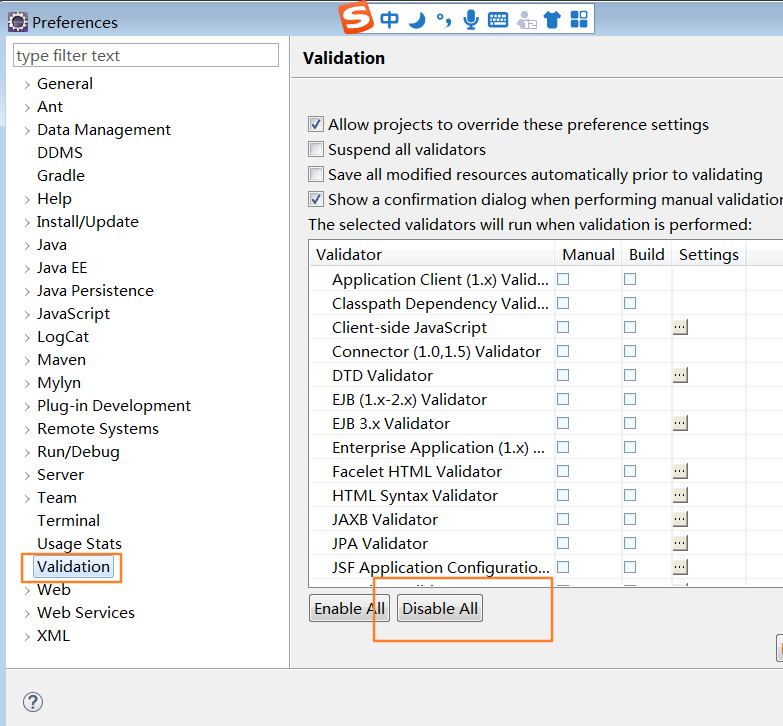 Preferences
S 中
type filter text
General
Ant
Data Management
DDMS
Gradle
Help
Install/Update
Java
Java EE
Java Persistence
JavaScript
LogCat
Maven
Mylyn
Plug-in Development
Remote Systems
Run/Debug
Server
Team
Terminal
Usage Stats
Validation
Web
Web Services
XML
Validation
Allow projects to override these preference settings
Suspend all validators
Save all modified resources automatically prior to validating
Show a confirmation dialog when performing manual validation
The selected validators will run when validation is performed:
Validator Manual Build Settings
Application Client (1.x) Valid...
Classpath Dependency Valid...
Client-side JavaScript ...
Connector (1.0,1.5) Validator
DTD Validator ...
EJB (1.x-2.x) Validator
EJB 3.x Validator ...
Enterprise Application (1.x) ...
Facelet HTML Validator ...
HTML Syntax Validator ...
JAXB Validator ...
JPA Validator ...
JSF Application Configuratio... ...
Enable All Disable All
?